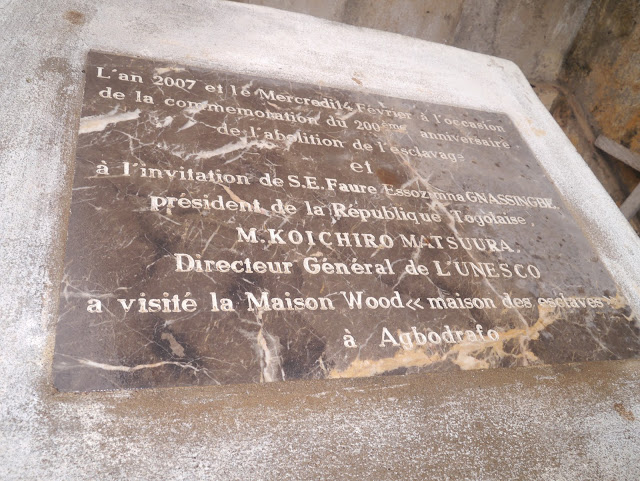 L'an 2007 et le Mercredi 14 Février à l'occasion
de la commemoration du 200ème anniversaire
de l'abolition de l'esclavage
et
à l'invitation de S.E. Faure Essozimna GNASSINGBE
président de la République Togolaise,
M. KOICHIRO MATSUURA.
Directeur Général de L'UNESCO
a visité la Maison Wood << maison des esclaves >>
à Agbodrafo